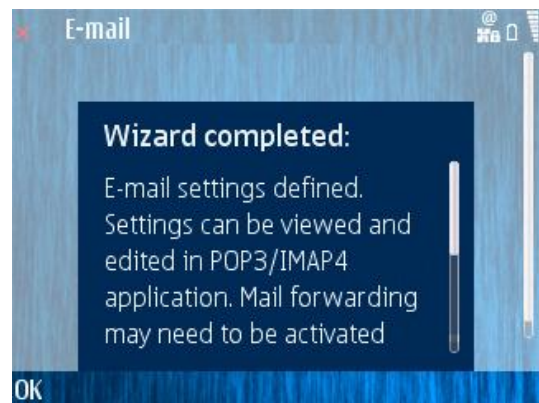 E-mail
@
Wizard completed:
E-mail settings defined.
Settings can be viewed and
edited in POP3/IMAP4
application. Mail forwarding
may need to be activated
OK